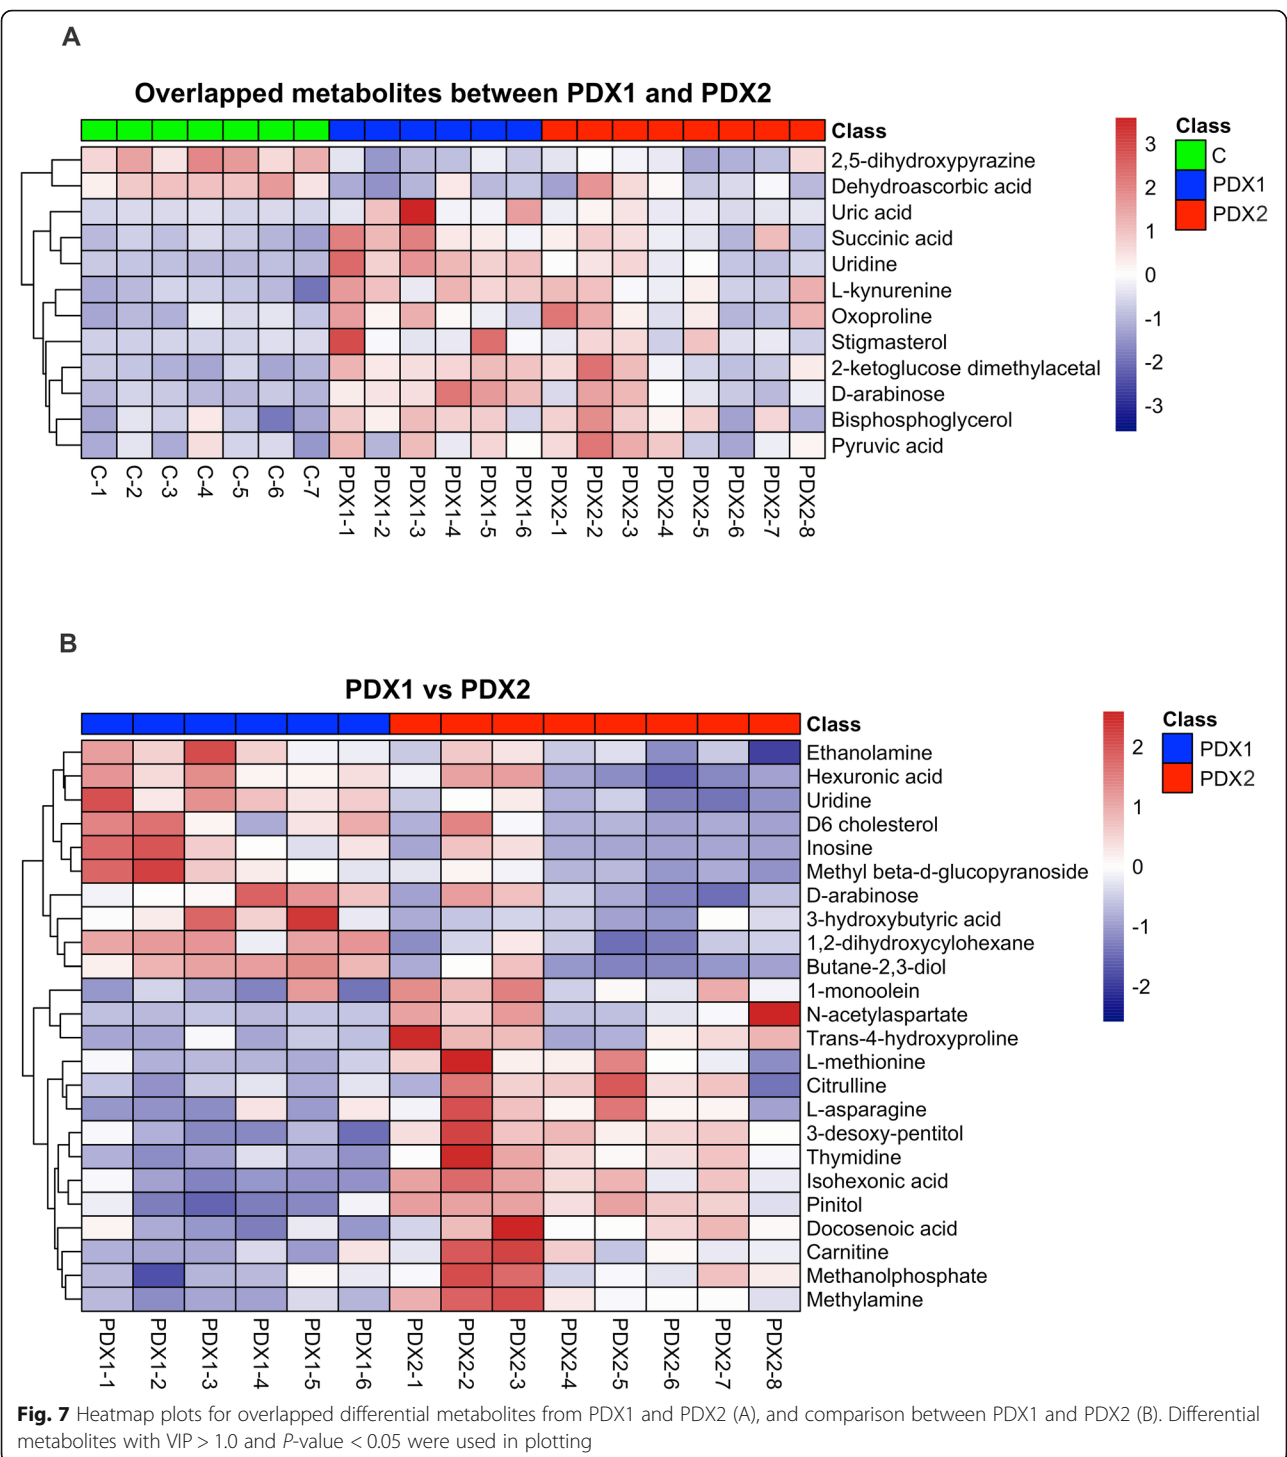 A
Overlapped metabolites between PDX1 and PDX2
Class
2,5-dihydroxypyrazine
Dehydroascorbic acid
Uric acid
Succinic acid
Uridine
L-kynurenine
Oxoproline
Stigmasterol
2-ketoglucose dimethylacetal
D-arabinose
Bisphosphoglycerol
Pyruvic acid
C-1 C-2 C-3 C-4 C-5 C-6 C-7 PDX1-1 PDX1-2 PDX1-3 PDX1-4 PDX1-5 PDX1-6 PDX2-1 PDX2-2 PDX2-3 PDX2-4 PDX2-5 PDX2-6 PDX2-7 PDX2-8
3
2
1
0
-1
-2
-3
Class
C
PDX1
PDX2
B
PDX1 vs PDX2
Class
Ethanolamine
Hexuronic acid
Uridine
D6 cholesterol
Inosine
Methyl beta-d-glucopyranoside
D-arabinose
3-hydroxybutyric acid
1,2-dihydroxycylohexane
Butane-2,3-diol
1-monoolein
N-acetylaspartate
Trans-4-hydroxyproline
L-methionine
Citrulline
L-asparagine
3-desoxy-pentitol
Thymidine
Isohexonic acid
Pinitol
Docosenoic acid
Carnitine
Methanolphosphate
Methylamine
PDX1-1 PDX1-2 PDX1-3 PDX1-4 PDX1-5 PDX1-6 PDX2-1 PDX2-2 PDX2-3 PDX2-4 PDX2-5 PDX2-6 PDX2-7 PDX2-8
2
1
0
-1
-2
Class
PDX1
PDX2
Fig. 7 Heatmap plots for overlapped differential metabolites from PDX1 and PDX2 (A), and comparison between PDX1 and PDX2 (B). Differential
metabolites with VIP > 1.0 and P-value < 0.05 were used in plotting